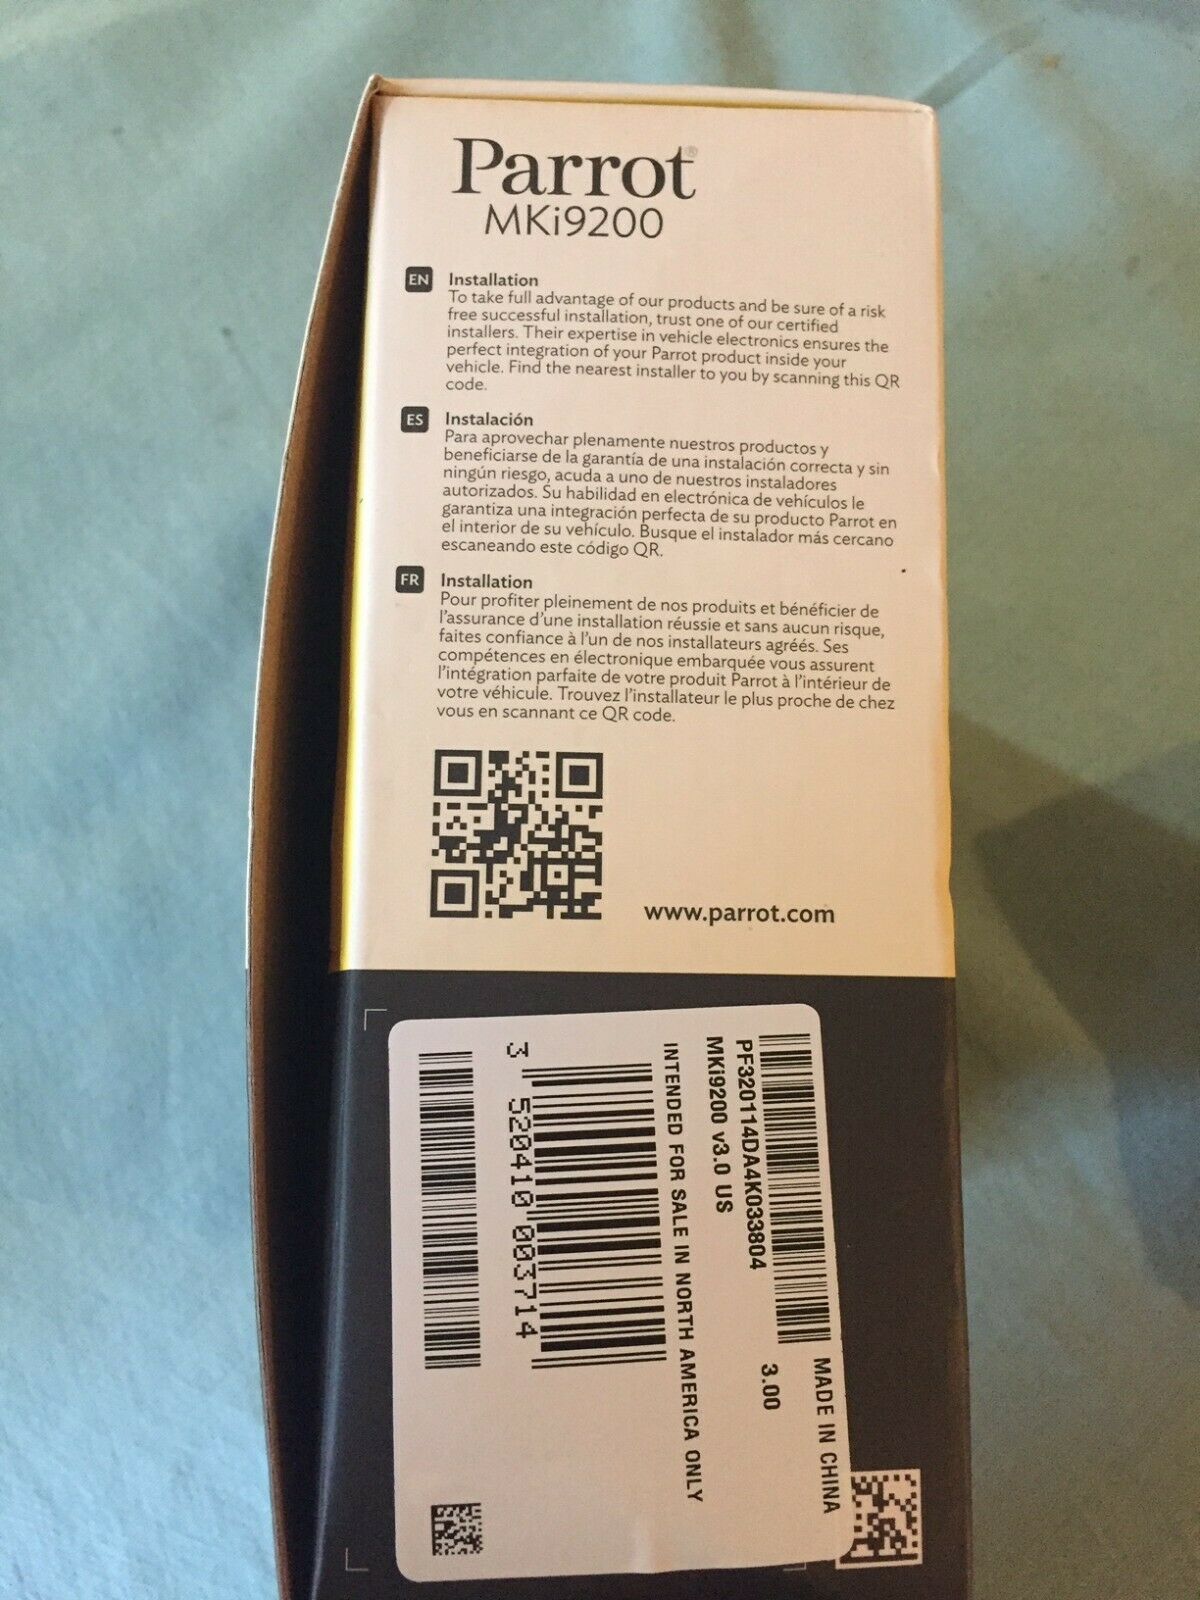 Parrot®
MKi9200
EN Installation
To take full advantage of our products and be sure of a risk
free successful installation, trust one of our certified
installers. Their expertise in vehicle electronics ensures the
perfect integration of your Parrot product inside your
vehicle. Find the nearest installer to you by scanning this QR
code.
ES Instalación
Para aprovechar plenamente nuestros productos y
beneficiarse de la garantía de una instalación correcta y sin
ningún riesgo, acuda a uno de nuestros instaladores
autorizados. Su habilidad en electrónica de vehículos le
garantiza una integración perfecta de su producto Parrot en
el interior de su vehículo. Busque el instalador más cercano
escaneando este código QR.
FR Installation
Pour profiter pleinement de nos produits et bénéficier de
l'assurance d'une installation réussie et sans aucun risque,
faites confiance à l'un de nos installateurs agréés. Ses
compétences en électronique embarquée vous assurent
l'intégration parfaite de votre produit Parrot à l'intérieur de
votre véhicule. Trouvez l'installateur le plus proche de chez
vous en scannant ce QR code.
www.parrot.com
MADE IN CHINA
PF320114DA4K033804 3.00
MKi9200 v3.0 US
INTENDED FOR SALE IN NORTH AMERICA ONLY
3 520410 003714